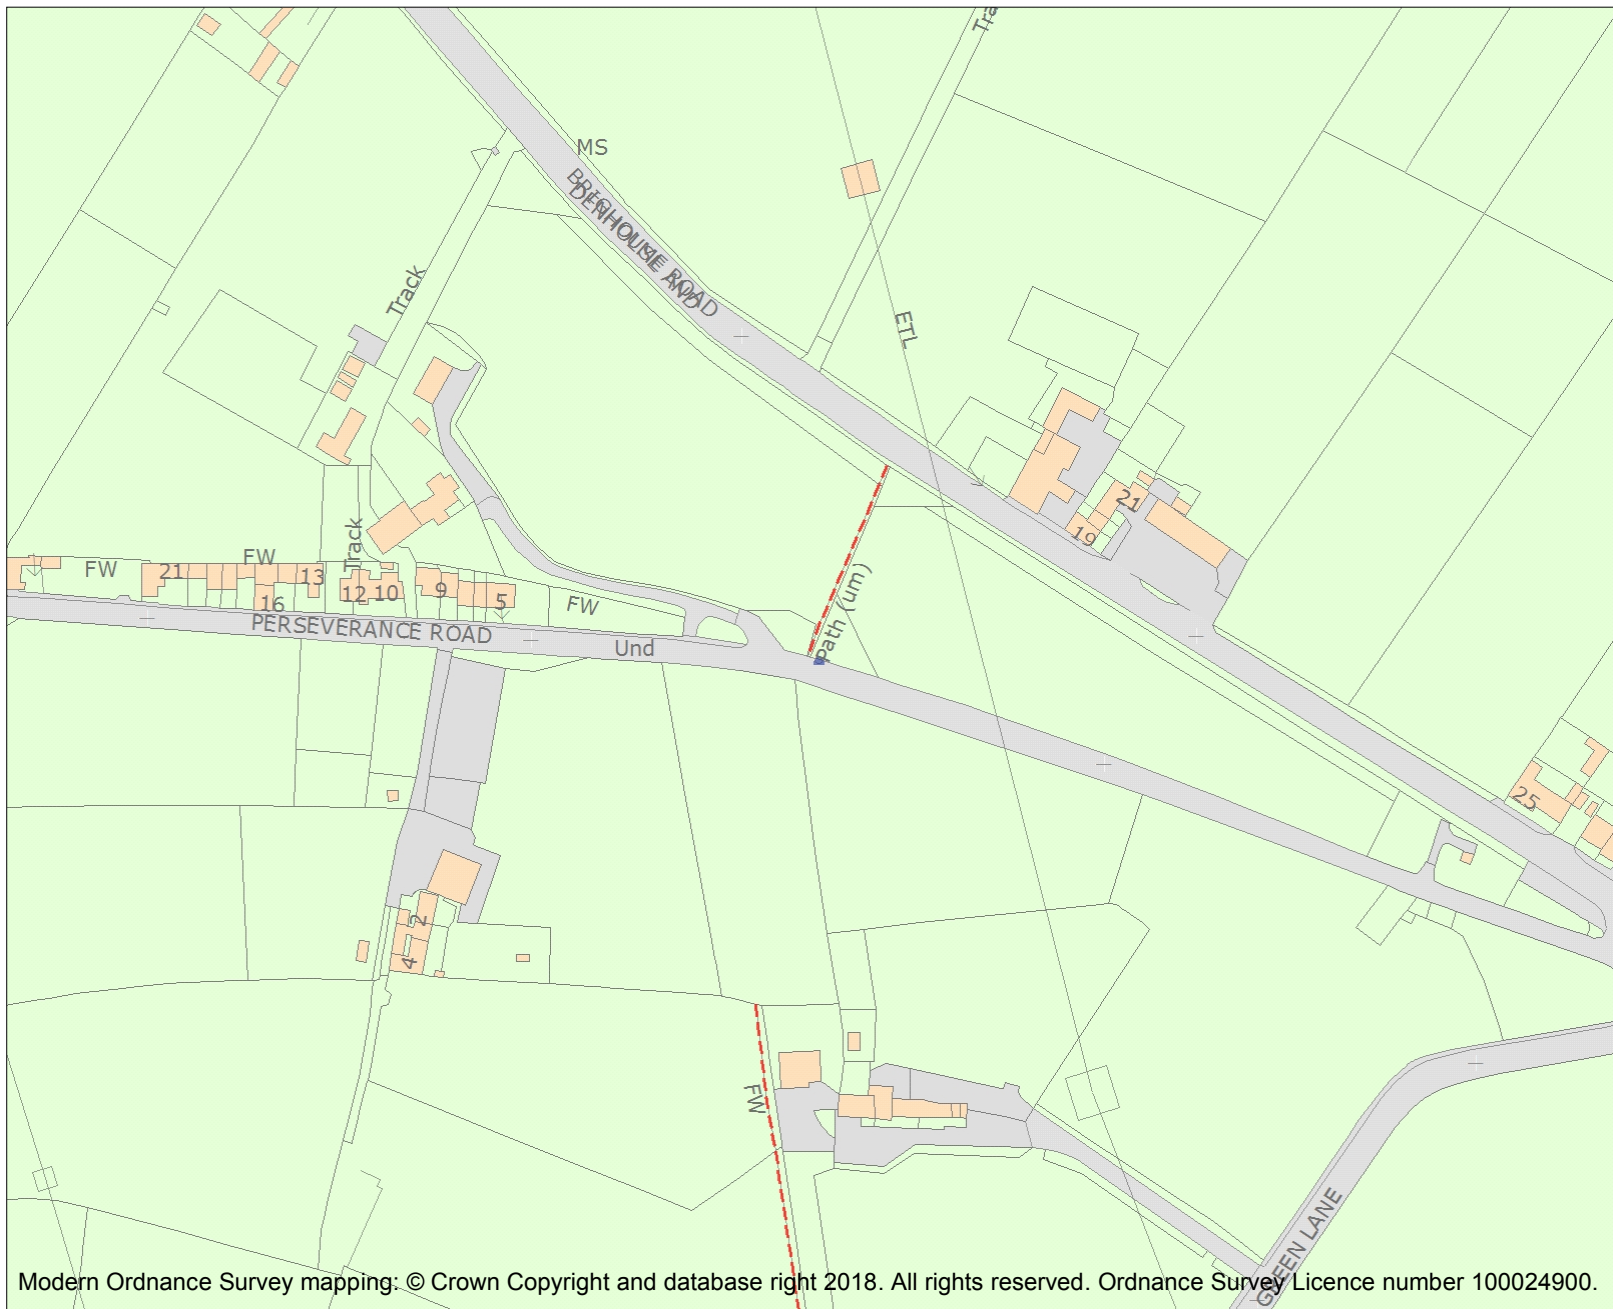 Tra
MS
BRIGHOUSE AND
DENHOLME ROAD
Track
ETL
21
19
Track
FW
FW
21
13
16
12
10
9
5
FW
PERSEVERANCE ROAD
Und
Path (um)
25
2
4
FW
GREEN LANE
Modern Ordnance Survey mapping: © Crown Copyright and database right 2018. All rights reserved. Ordnance Survey Licence number 100024900.